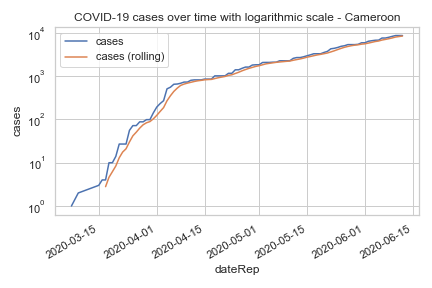 COVID-19 cases over time with logarithmic scale - Cameroon
cases
cases (rolling)
10⁴
10³
10²
10¹
10⁰
cases
2020-03-15
2020-04-01
2020-04-15
2020-05-01
2020-05-15
2020-06-01
2020-06-15
dateRep